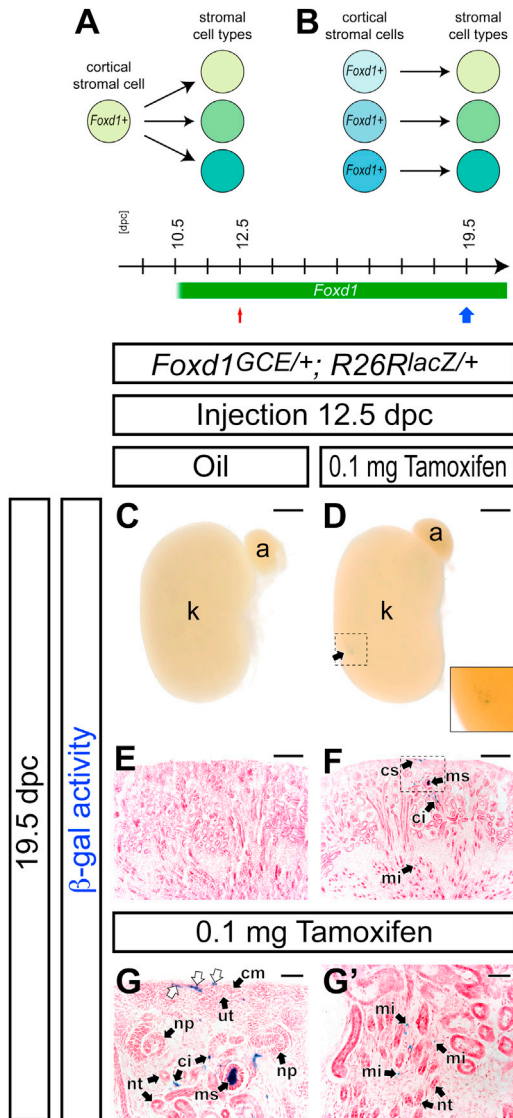 A
stromal
cell types
cortical
stromal cell
Foxd1+
B
cortical
stromal cells
stromal
cell types
Foxd1+
Foxd1+
Foxd1+
[dpc]
10.5
12.5
19.5
Foxd1
Foxd1GCE/+; R26RlacZ/+
Injection 12.5 dpc
Oil
0.1 mg Tamoxifen
19.5 dpc
β-gal activity
C
a
k
D
a
k
E
F
cs
ms
ci
mi
0.1 mg Tamoxifen
G
cm
ut
np
np
ci
nt
ms
G'
mi
mi
mi
nt